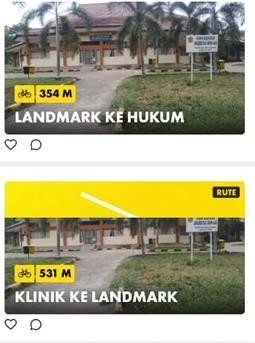 354 M
LANDMARK KE HUKUM
RUTE
531 M
KLINIK KE LANDMARK